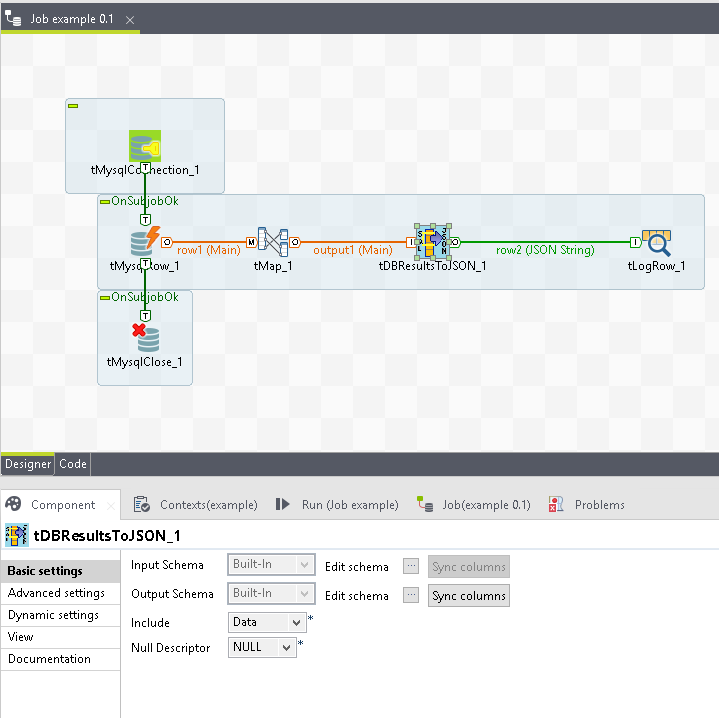 Job example 0.1
tMysqlConnection_1
OnSubjobOk
row1 (Main)
output1 (Main)
row2 (JSON String)
tMysqlRow_1
tMap_1
tDBResultsToJSON_1
tLogRow_1
OnSubjobOk
tMysqlClose_1
Designer Code
Component Contexts(example) Run (Job example) Job(example 0.1) Problems
tDBResultsToJSON_1
Basic settings
Advanced settings
Dynamic settings
View
Documentation
Input Schema Built-In Edit schema ... Sync columns
Output Schema Built-In Edit schema ... Sync columns
Include Data *
Null Descriptor NULL *